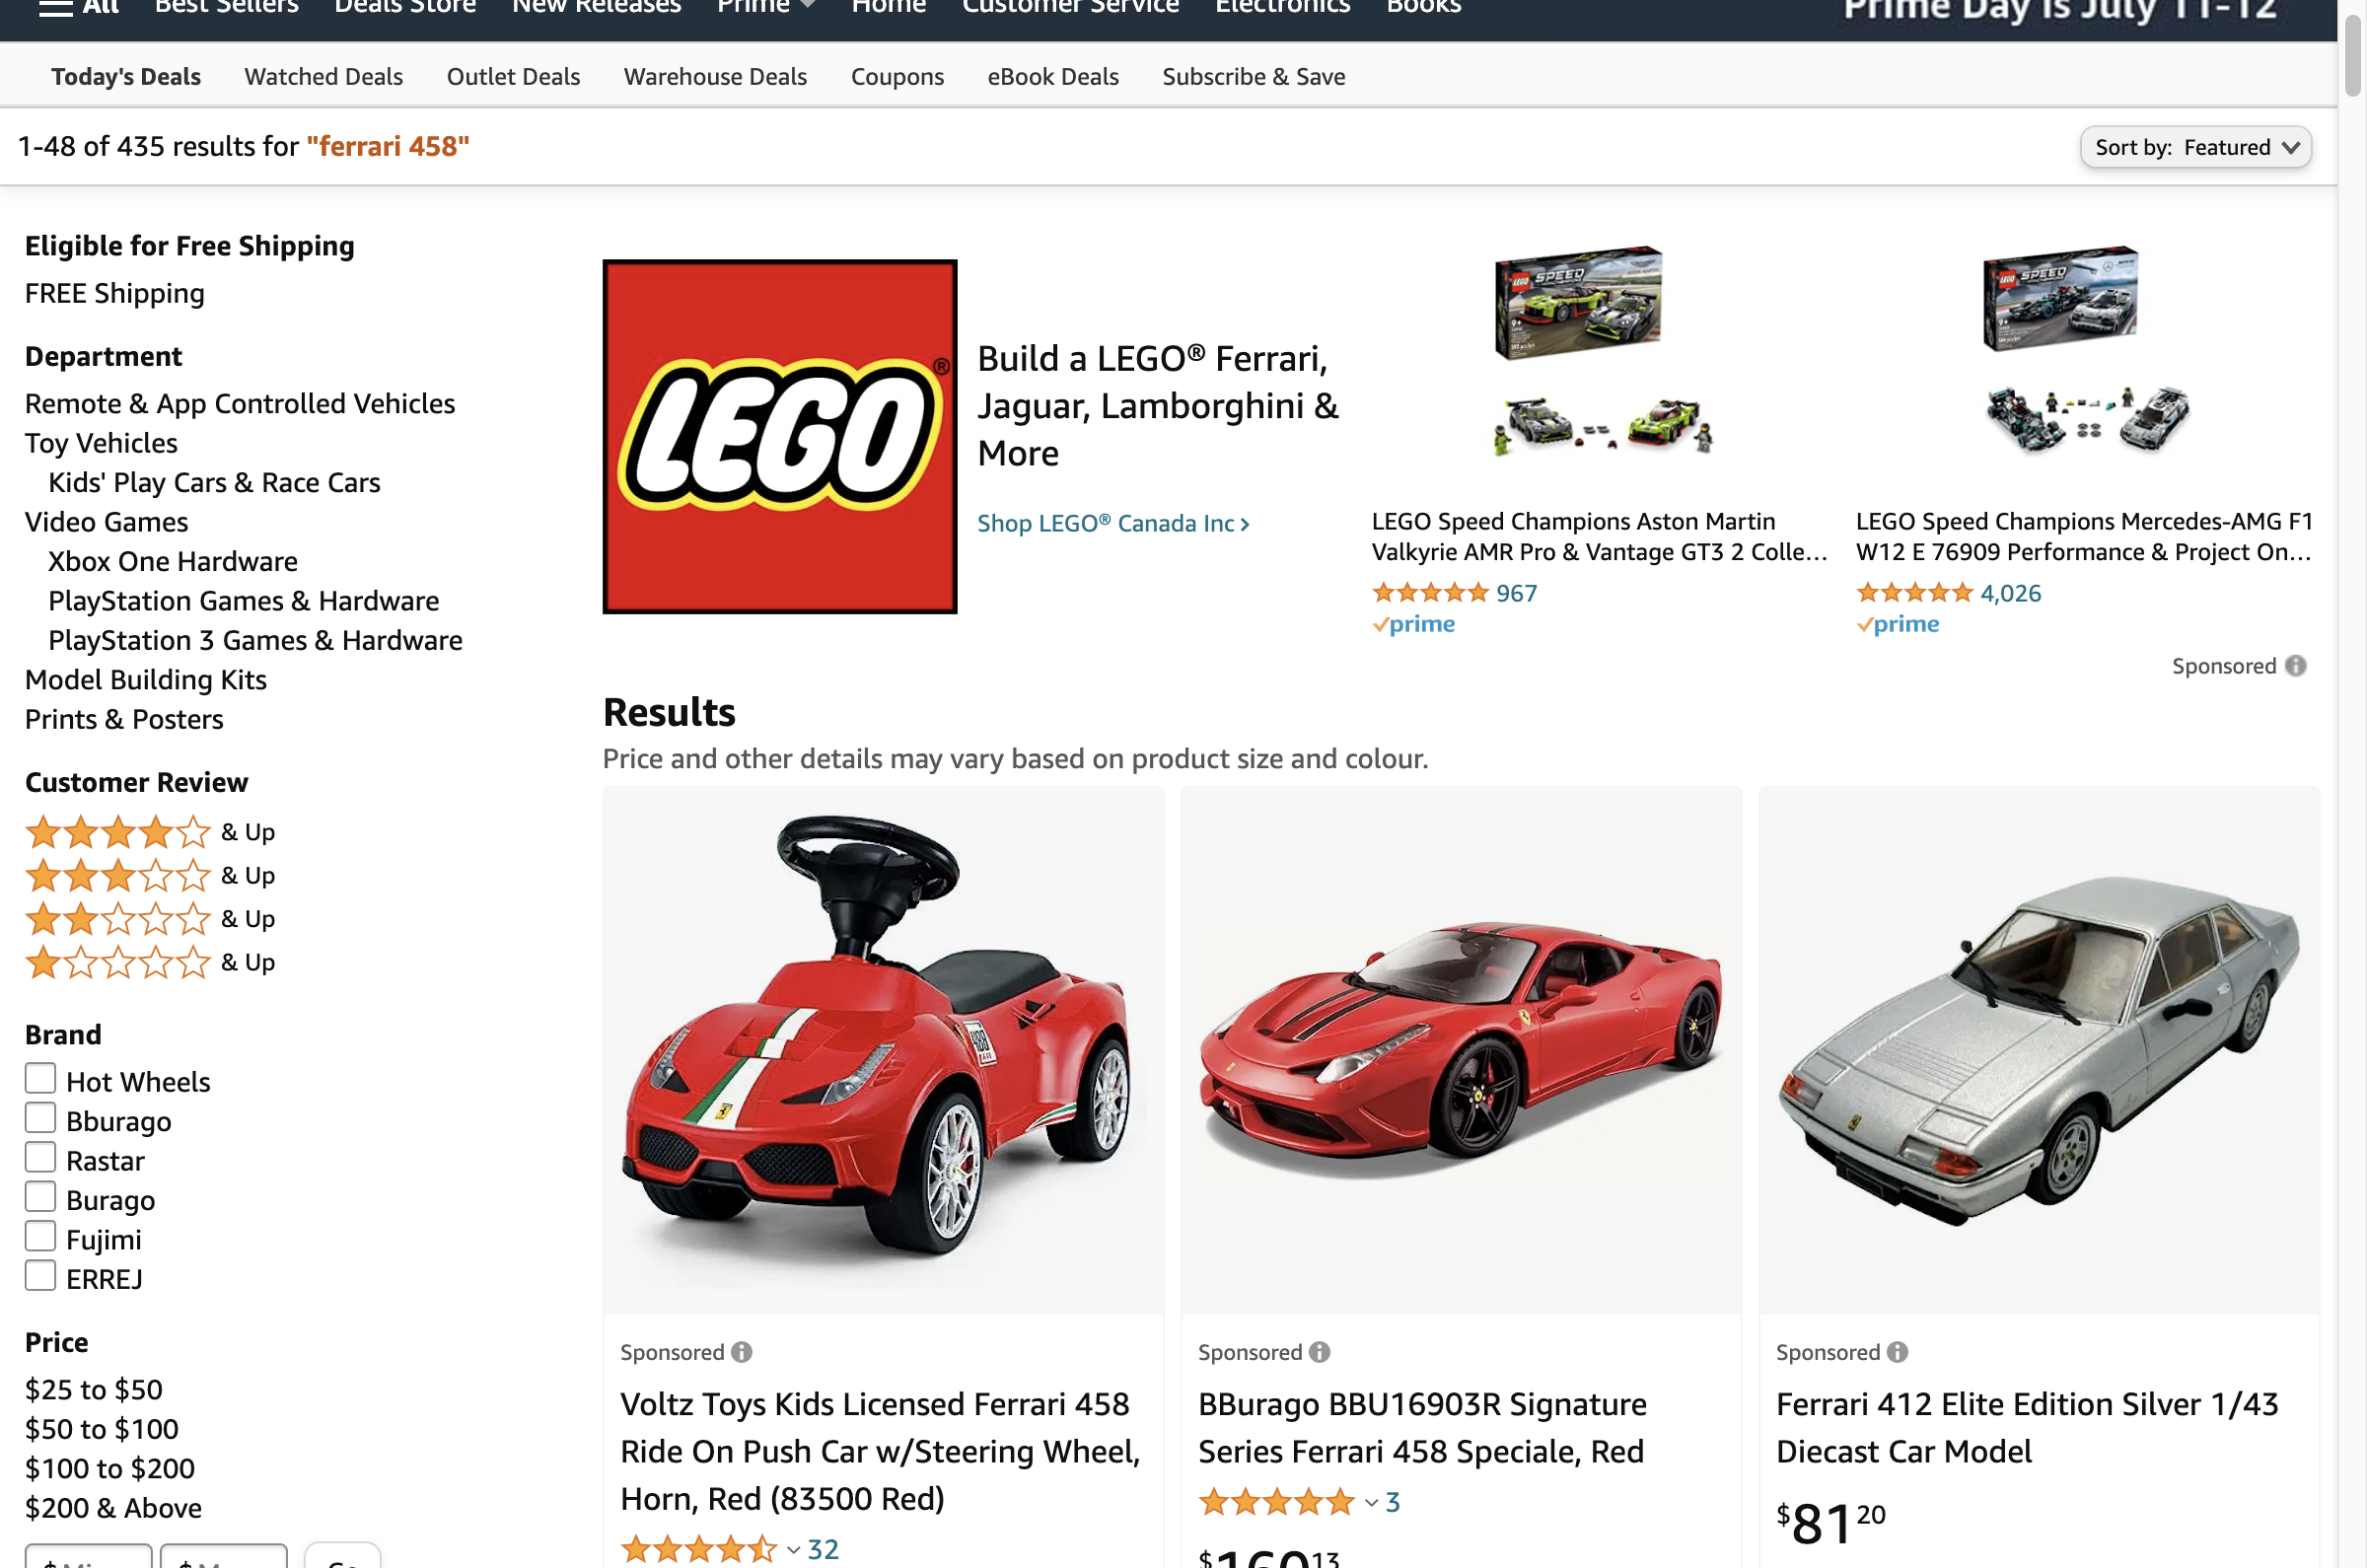 All Best Sellers Deals Store New Releases Prime Home Customer Service Electronics Books Prime Day is July 11-12
Today's Deals Watched Deals Outlet Deals Warehouse Deals Coupons eBook Deals Subscribe & Save
1-48 of 435 results for "ferrari 458"
Sort by: Featured
Eligible for Free Shipping
FREE Shipping
Department
Remote & App Controlled Vehicles
Toy Vehicles
Kids' Play Cars & Race Cars
Video Games
Xbox One Hardware
PlayStation Games & Hardware
PlayStation 3 Games & Hardware
Model Building Kits
Prints & Posters
Customer Review
& Up
& Up
& Up
& Up
Brand
Hot Wheels
Bburago
Rastar
Burago
Fujimi
ERREJ
Price
$25 to $50
$50 to $100
$100 to $200
$200 & Above
LEGO®
Build a LEGO® Ferrari,
Jaguar, Lamborghini &
More
Shop LEGO® Canada Inc ›
LEGO SPEED
LEGO Speed Champions Aston Martin
Valkyrie AMR Pro & Vantage GT3 2 Colle...
967
prime
LEGO SPEED
LEGO Speed Champions Mercedes-AMG F1
W12 E 76909 Performance & Project On...
4,026
prime
Sponsored
Results
Price and other details may vary based on product size and colour.
488
Sponsored
Voltz Toys Kids Licensed Ferrari 458
Ride On Push Car w/Steering Wheel,
Horn, Red (83500 Red)
32
Sponsored
BBurago BBU16903R Signature
Series Ferrari 458 Speciale, Red
3
$160 13
Sponsored
Ferrari 412 Elite Edition Silver 1/43
Diecast Car Model
$81 20